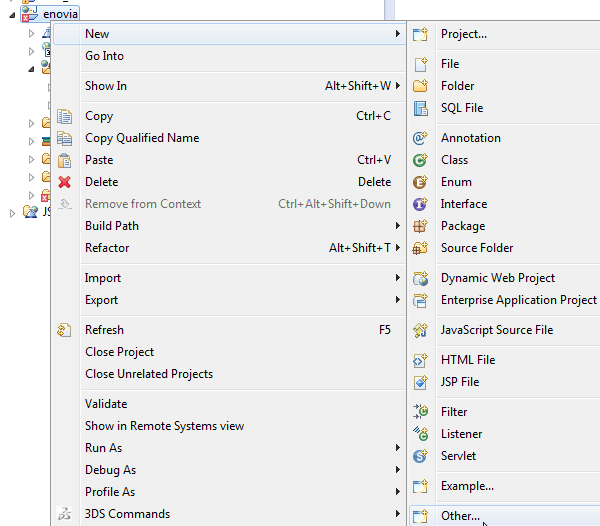 enovia
New
Go Into
Show In Alt+Shift+W
Copy Ctrl+C
Copy Qualified Name
Paste Ctrl+V
Delete Delete
Remove from Context Ctrl+Alt+Shift+Down
Build Path
Refactor Alt+Shift+T
Import
Export
Refresh F5
Close Project
Close Unrelated Projects
Validate
Show in Remote Systems view
Run As
Debug As
Profile As
3DS Commands
Project...
File
Folder
SQL File
Annotation
Class
Enum
Interface
Package
Source Folder
Dynamic Web Project
Enterprise Application Project
JavaScript Source File
HTML File
JSP File
Filter
Listener
Servlet
Example...
Other...